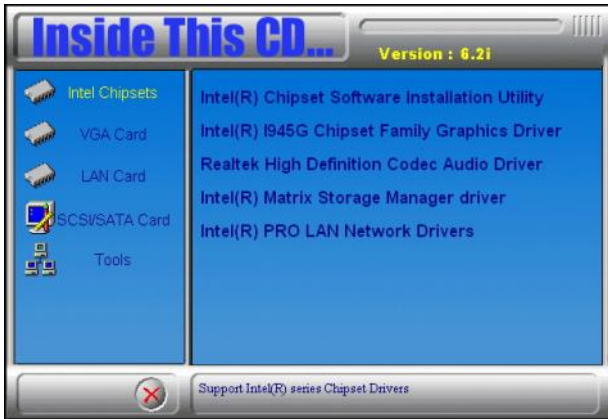 Inside This CD...
Version : 6.2i
Intel Chipsets
VGA Card
LAN Card
SCSI/SATA Card
Tools
Intel(R) Chipset Software Installation Utility
Intel(R) I945G Chipset Family Graphics Driver
Realtek High Definition Codec Audio Driver
Intel(R) Matrix Storage Manager driver
Intel(R) PRO LAN Network Drivers
Support Intel(R) series Chipset Drivers